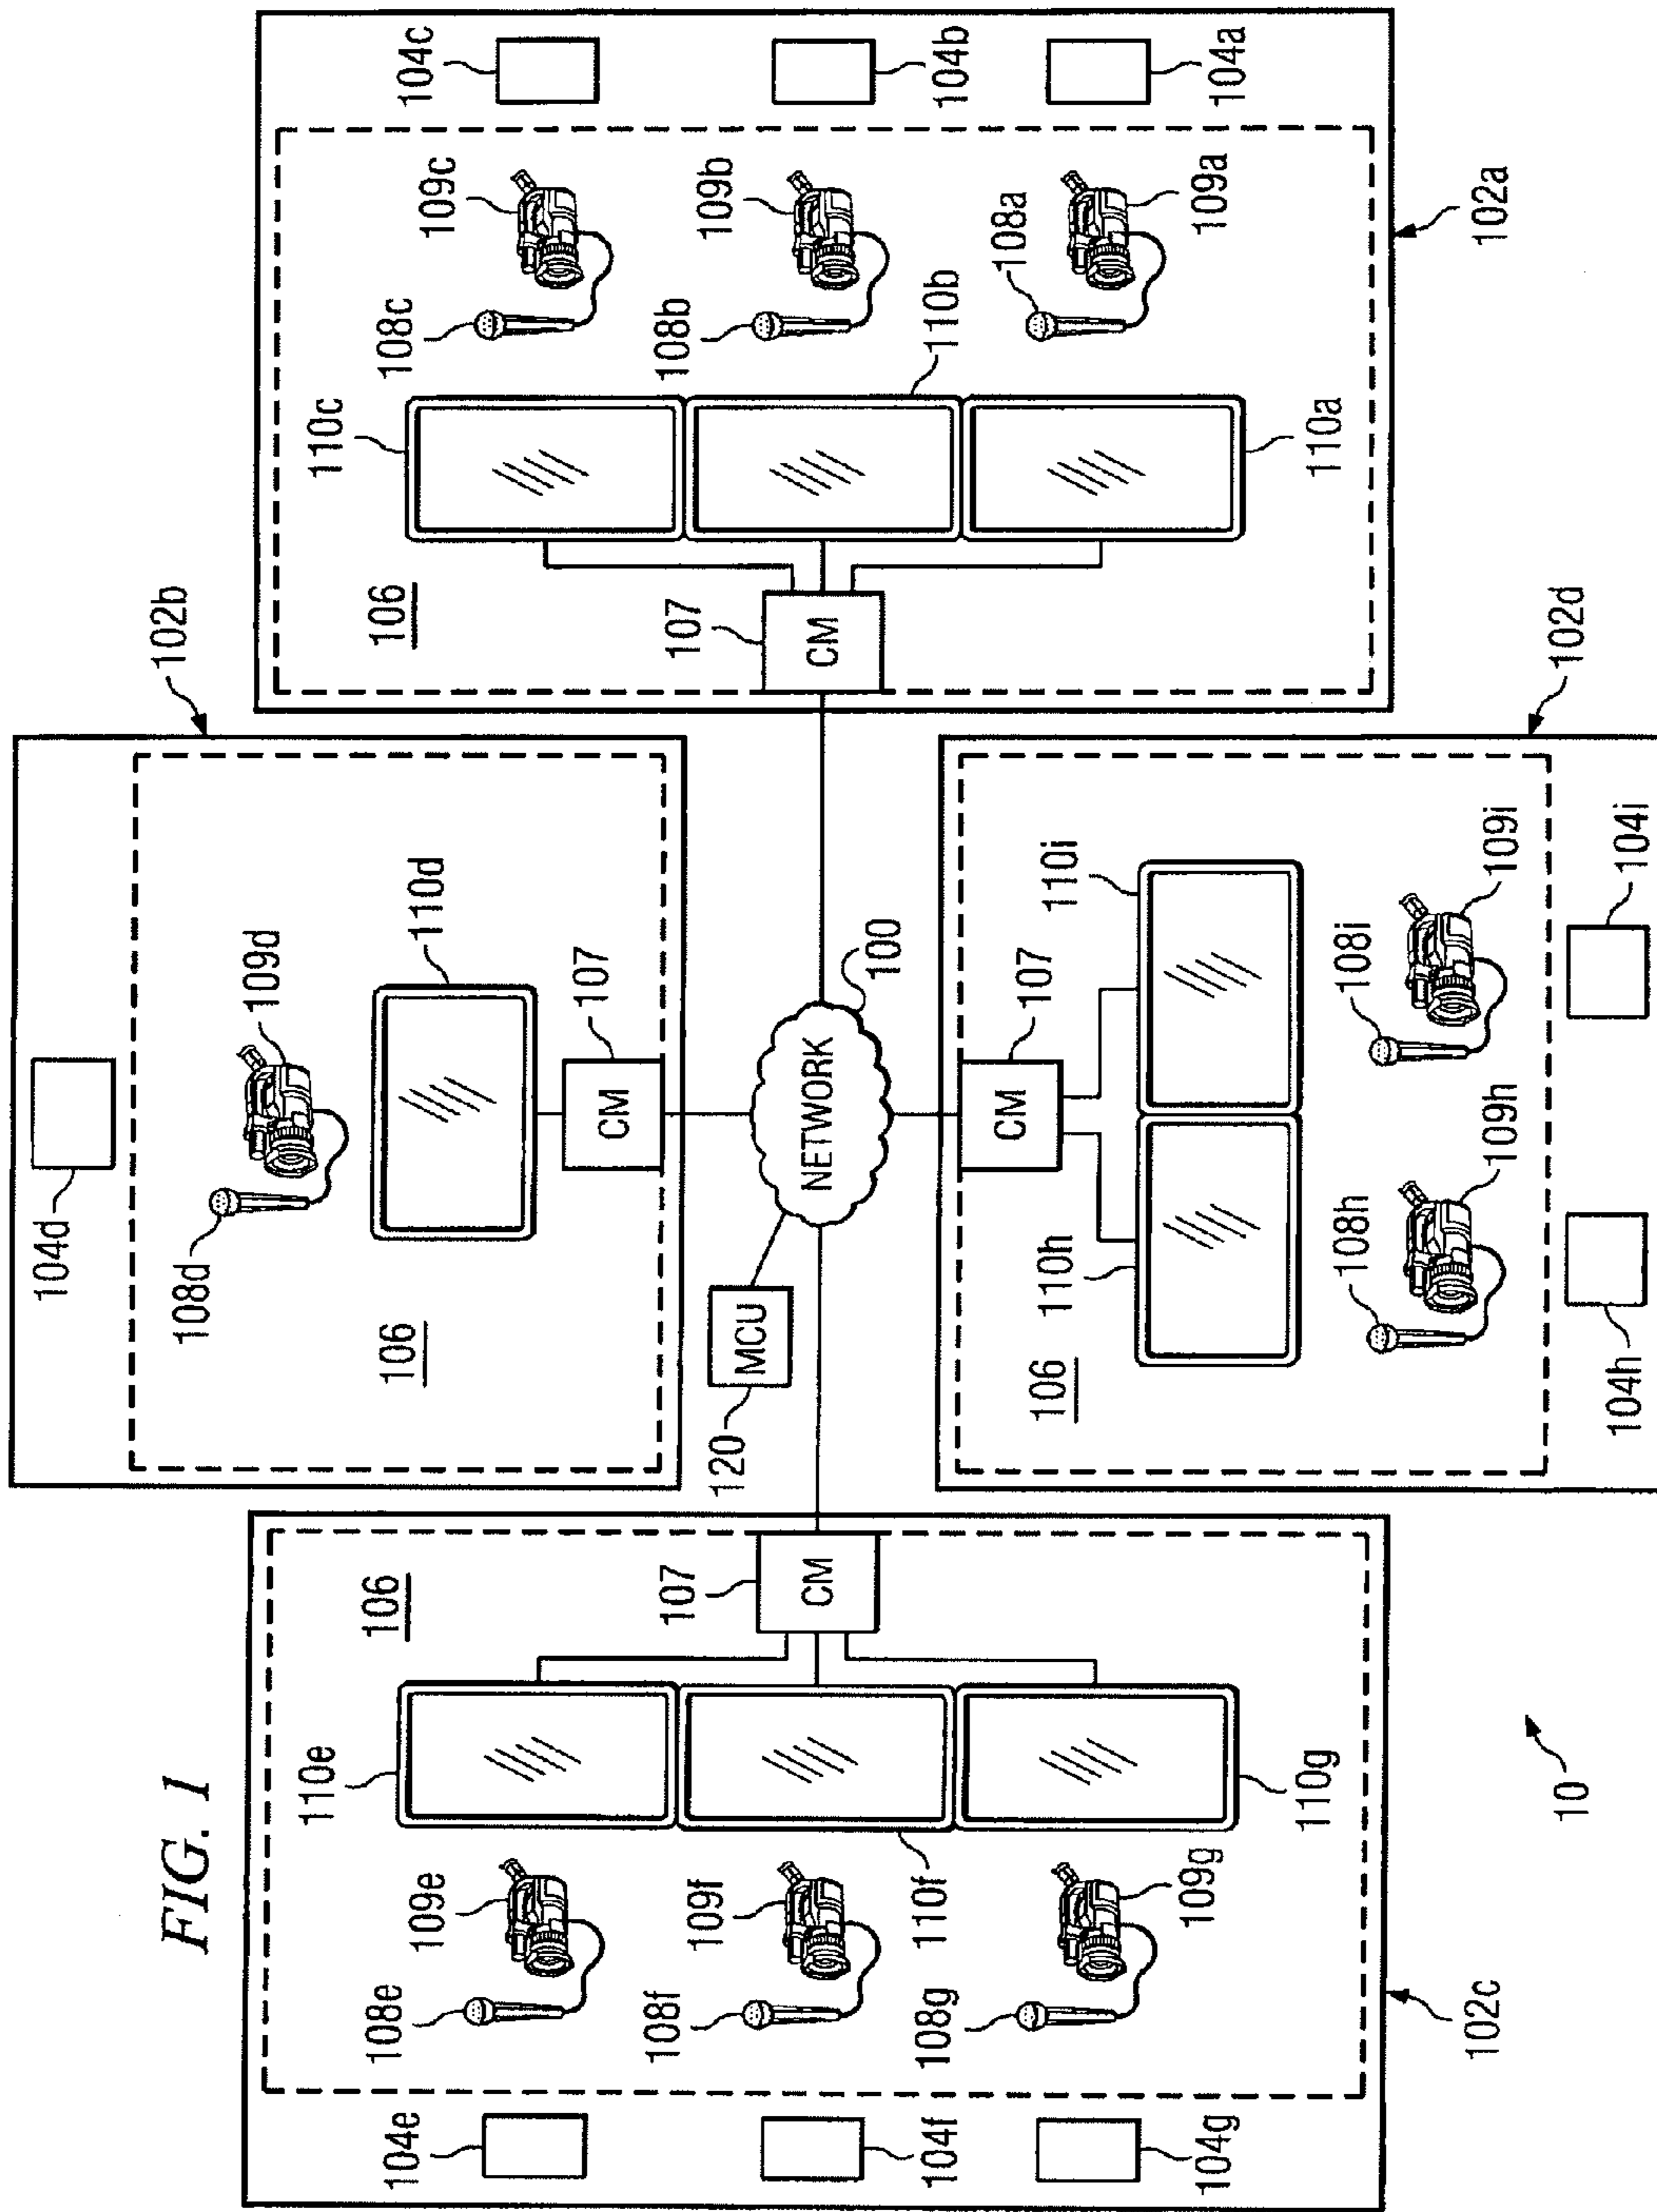 FIG. 1
104e
108e
109e
110e
106
107
CM
104f
108f
109f
110f
104g
108g
109g
110g
102c
10
104d
108d
109d
106
110d
107
CM
102b
120
MCU
NETWORK
100
107
CM
106
110h
110i
108h
109h
108i
109i
104h
104i
102d
106
107
CM
110c
108c
109c
104c
110b
108b
109b
104b
110a
108a
109a
104a
102a